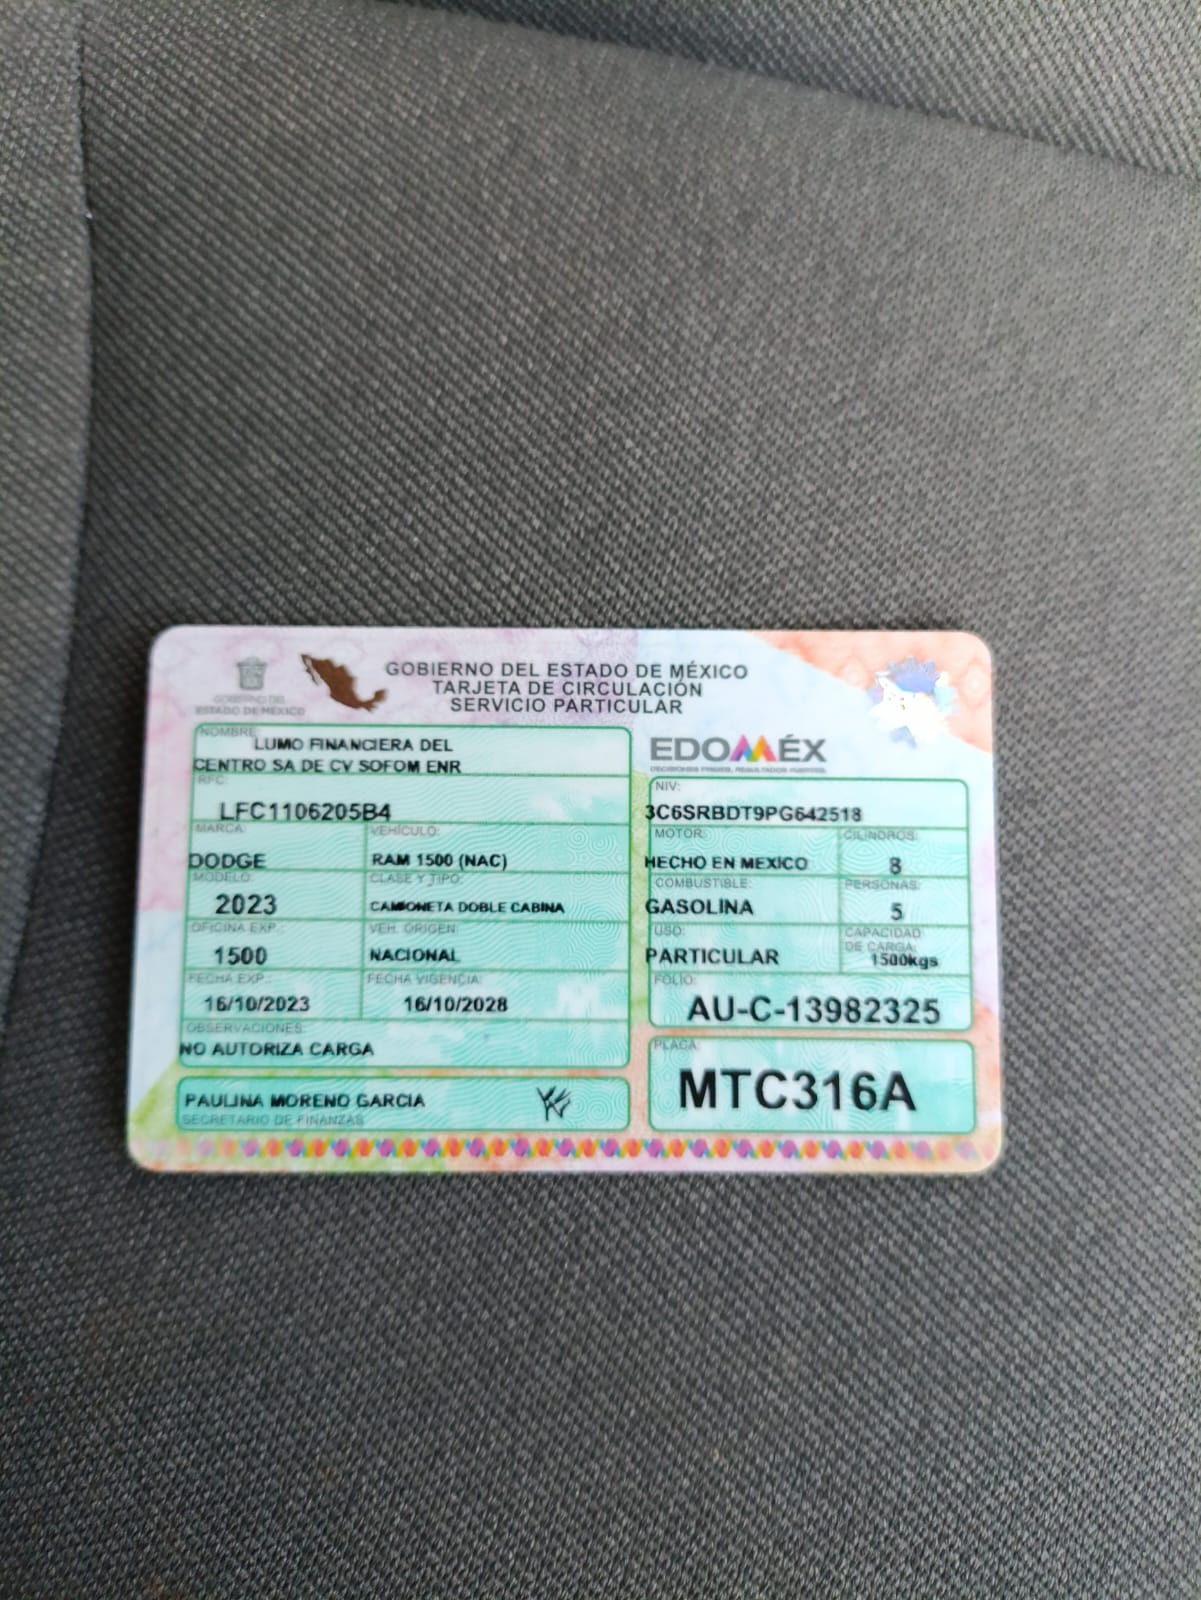 GOBIERNO DEL
ESTADO DE MÉXICO
GOBIERNO DEL ESTADO DE MÉXICO
TARJETA DE CIRCULACIÓN
SERVICIO PARTICULAR
NOMBRE:
LUMO FINANCIERA DEL
CENTRO SA DE CV SOFOM ENR
RFC:
LFC1106205B4
MARCA: VEHÍCULO:
DODGE RAM 1500 (NAC)
MODELO: CLASE Y TIPO:
2023 CAMIONETA DOBLE CABINA
OFICINA EXP.: VEH. ORIGEN:
1500 NACIONAL
FECHA EXP.: FECHA VIGENCIA:
16/10/2023 16/10/2028
OBSERVACIONES:
NO AUTORIZA CARGA
PAULINA MORENO GARCIA
SECRETARIO DE FINANZAS
EDOMÉX
DECISIONES FIRMES, RESULTADOS FUERTES.
NIV:
3C6SRBDT9PG642518
MOTOR: CILINDROS:
HECHO EN MEXICO 8
COMBUSTIBLE: PERSONAS:
GASOLINA 5
USO: CAPACIDAD
DE CARGA:
PARTICULAR 1500kgs
FOLIO:
AU-C-13982325
PLACA:
MTC316A